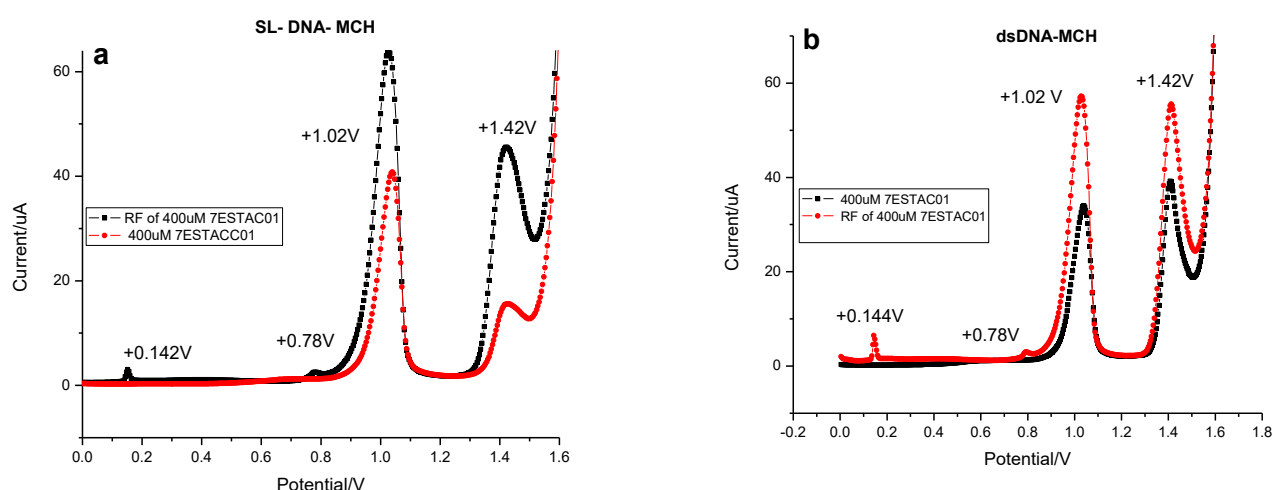 SL- DNA- MCH
a
+1.02V
+1.42V
+0.142V
+0.78V
RF of 400uM 7ESTAC01
400uM 7ESTACC01
Current/uA
60
40
20
0
0.0 0.2 0.4 0.6 0.8 1.0 1.2 1.4 1.6
Potential/V
dsDNA-MCH
b
+1.02 V
+1.42V
+0.144V
+0.78V
400uM 7ESTAC01
RF of 400uM 7ESTAC01
Current/uA
60
40
20
0
-0.2 0.0 0.2 0.4 0.6 0.8 1.0 1.2 1.4 1.6 1.8
Potential/V